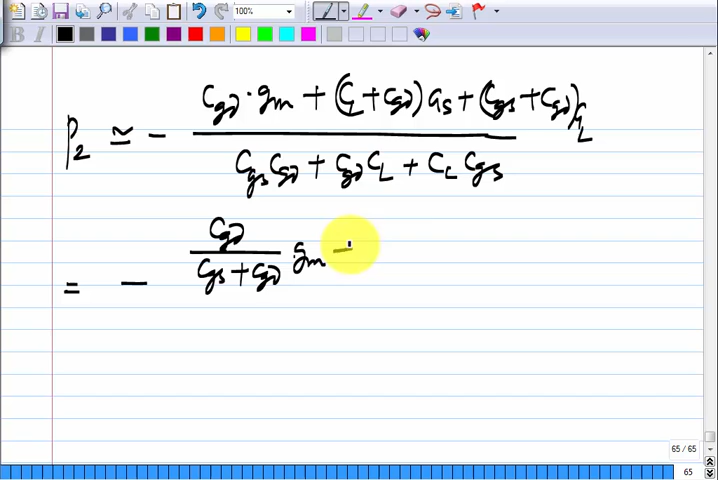 100%
B I
P₂ ≃ - (Cgd · gm + (CL + Cgd) Gs + (Cgs + Cgd) GL) / (Cgs Cgd + Cgd CL + CL Cgs)
= - Cgd / (Cgs + Cgd) gm
65 / 65
65